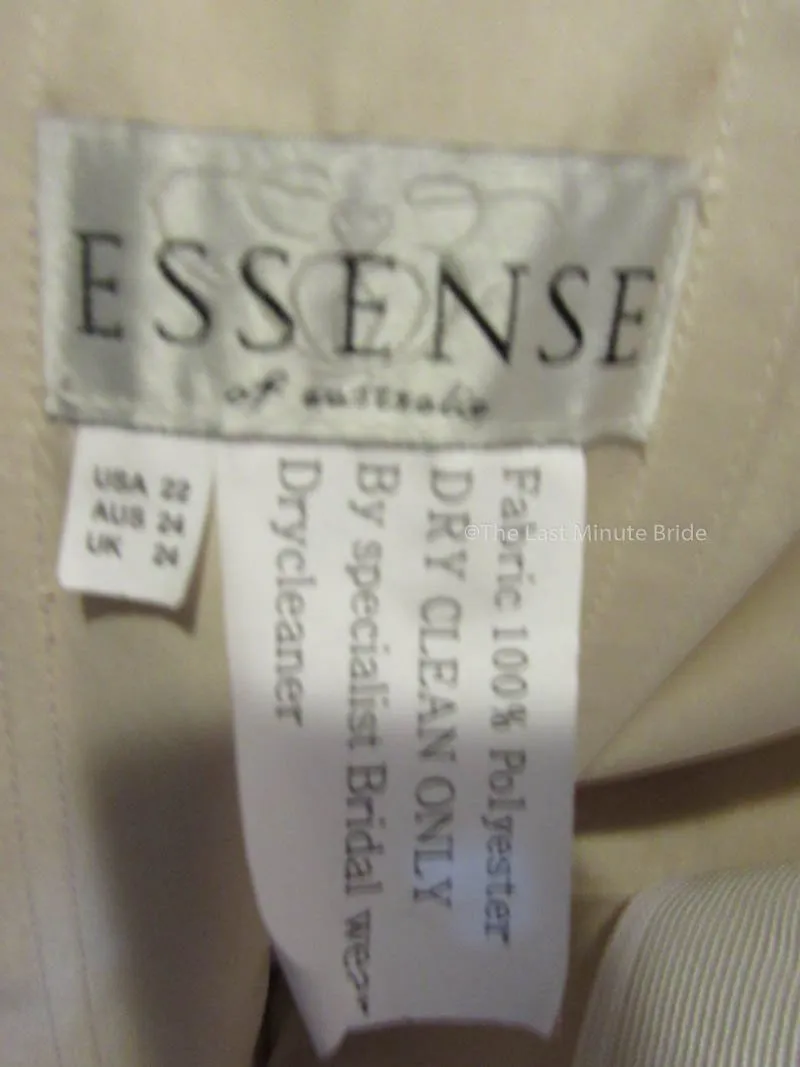 ESSENSE
of australia
USA 22
AUS 24
UK 24
Fabric 100% Polyester
DRY CLEAN ONLY
By specialist Bridal wear
Drycleaner
©The Last Minute Bride